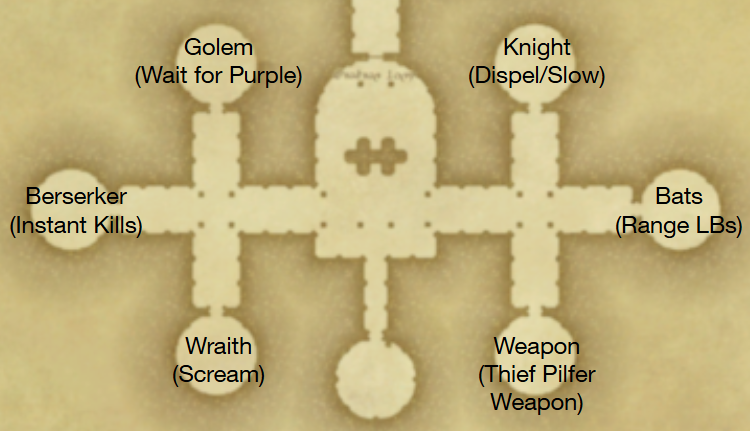 Golem
(Wait for Purple)
Knight
(Dispel/Slow)
Berserker
(Instant Kills)
Bats
(Range LBs)
Wraith
(Scream)
Weapon
(Thief Pilfer
Weapon)